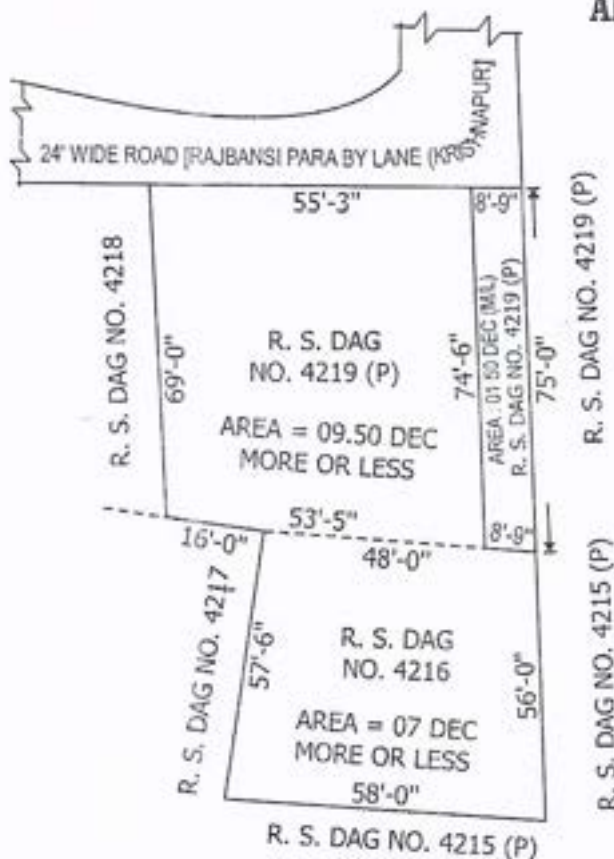 24" WIDE ROAD [RAJBANSI PARA BY LANE (KRISHNAPUR]
55'-3"
8'-9"
R. S. DAG NO. 4218
69'-0"
R. S. DAG
NO. 4219 (P)
AREA = 09.50 DEC
MORE OR LESS
74'-6"
AREA : 01 50 DEC (M/L)
R. S. DAG NO. 4219 (P)
75'-0"
R. S. DAG NO. 4219 (P)
53'-5"
8'-9"
16'-0"
48'-0"
R. S. DAG NO. 4217
57'-6"
R. S. DAG
NO. 4216
AREA = 07 DEC
MORE OR LESS
56'-0"
R. S. DAG NO. 4215 (P)
58'-0"
R. S. DAG NO. 4215 (P)